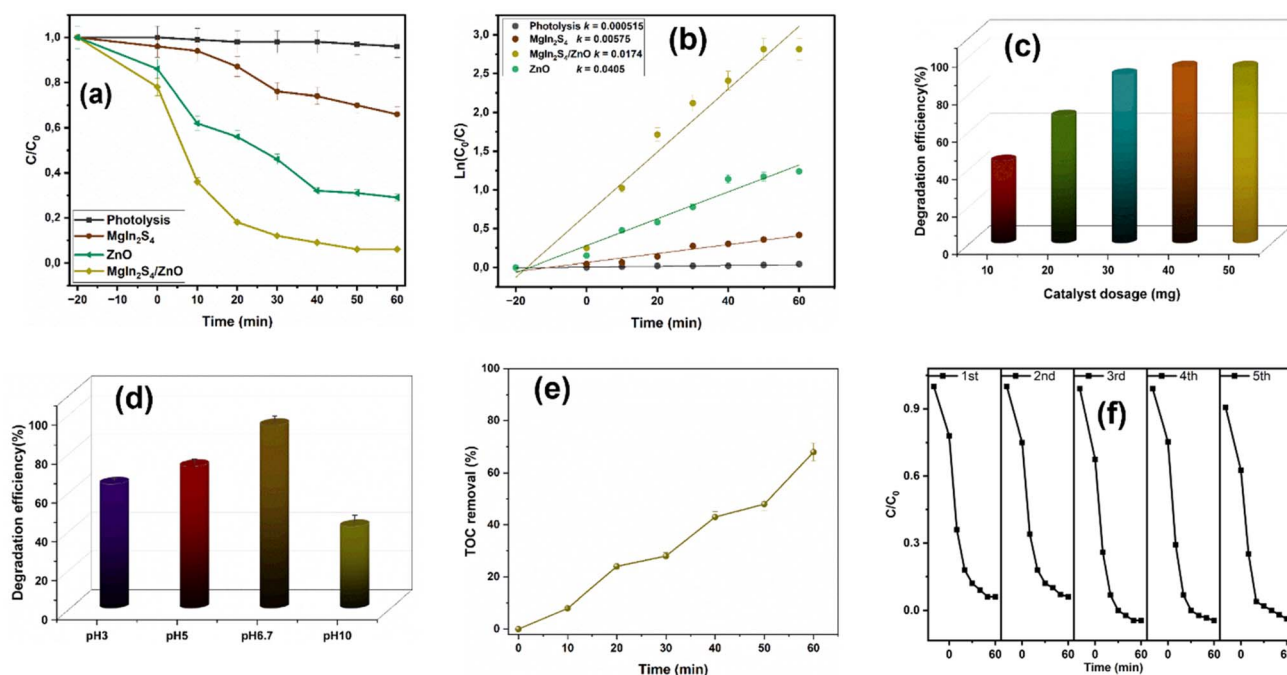 (a)
1,0
0,8
0,6
0,4
0,2
0,0
C/C₀
Photolysis
MgIn₂S₄
ZnO
MgIn₂S₄/ZnO
−20 −10 0 10 20 30 40 50 60
Time (min)
(b)
Photolysis k = 0.000515
MgIn₂S₄ k = 0.00575
MgIn₂S₄/ZnO k = 0.0174
ZnO k = 0.0405
3,0
2,5
2,0
1,5
1,0
0,5
0,0
Ln(C₀/C)
−20 0 20 40 60
Time (min)
(c)
100
80
60
40
20
0
Degradation efficiency(%)
10 20 30 40 50
Catalyst dosage (mg)
(d)
100
80
60
40
20
0
Degradation efficiency(%)
pH3 pH5 pH6.7 pH10
(e)
100
80
60
40
20
0
TOC removal (%)
0 10 20 30 40 50 60
Time (min)
1st 2nd 3rd 4th 5th
(f)
0.9
0.6
0.3
0.0
C/C₀
0 60 0 60 0 60 0 60 0 60
Time (min)